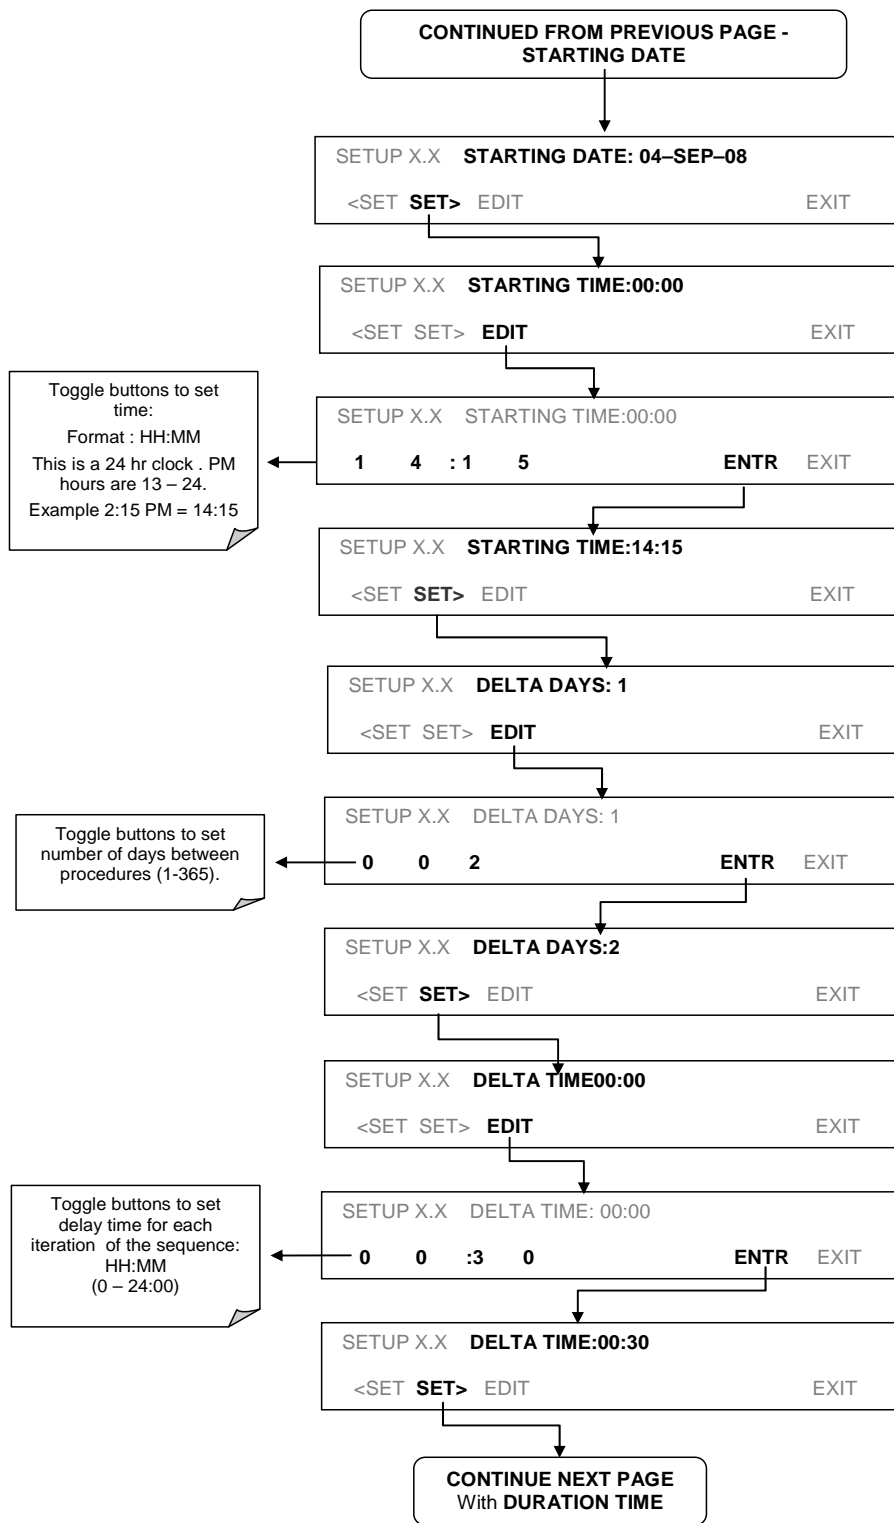 CONTINUED FROM PREVIOUS PAGE -
STARTING DATE
SETUP X.X STARTING DATE: 04–SEP–08
<SET SET> EDIT EXIT
SETUP X.X STARTING TIME:00:00
<SET SET> EDIT EXIT
Toggle buttons to set
time:
Format : HH:MM
This is a 24 hr clock . PM
hours are 13 – 24.
Example 2:15 PM = 14:15
SETUP X.X STARTING TIME:00:00
1 4 : 1 5 ENTR EXIT
SETUP X.X STARTING TIME:14:15
<SET SET> EDIT EXIT
SETUP X.X DELTA DAYS: 1
<SET SET> EDIT EXIT
Toggle buttons to set
number of days between
procedures (1-365).
SETUP X.X DELTA DAYS: 1
0 0 2 ENTR EXIT
SETUP X.X DELTA DAYS:2
<SET SET> EDIT EXIT
SETUP X.X DELTA TIME00:00
<SET SET> EDIT EXIT
Toggle buttons to set
delay time for each
iteration of the sequence:
HH:MM
(0 – 24:00)
SETUP X.X DELTA TIME: 00:00
0 0 :3 0 ENTR EXIT
SETUP X.X DELTA TIME:00:30
<SET SET> EDIT EXIT
CONTINUE NEXT PAGE
With DURATION TIME